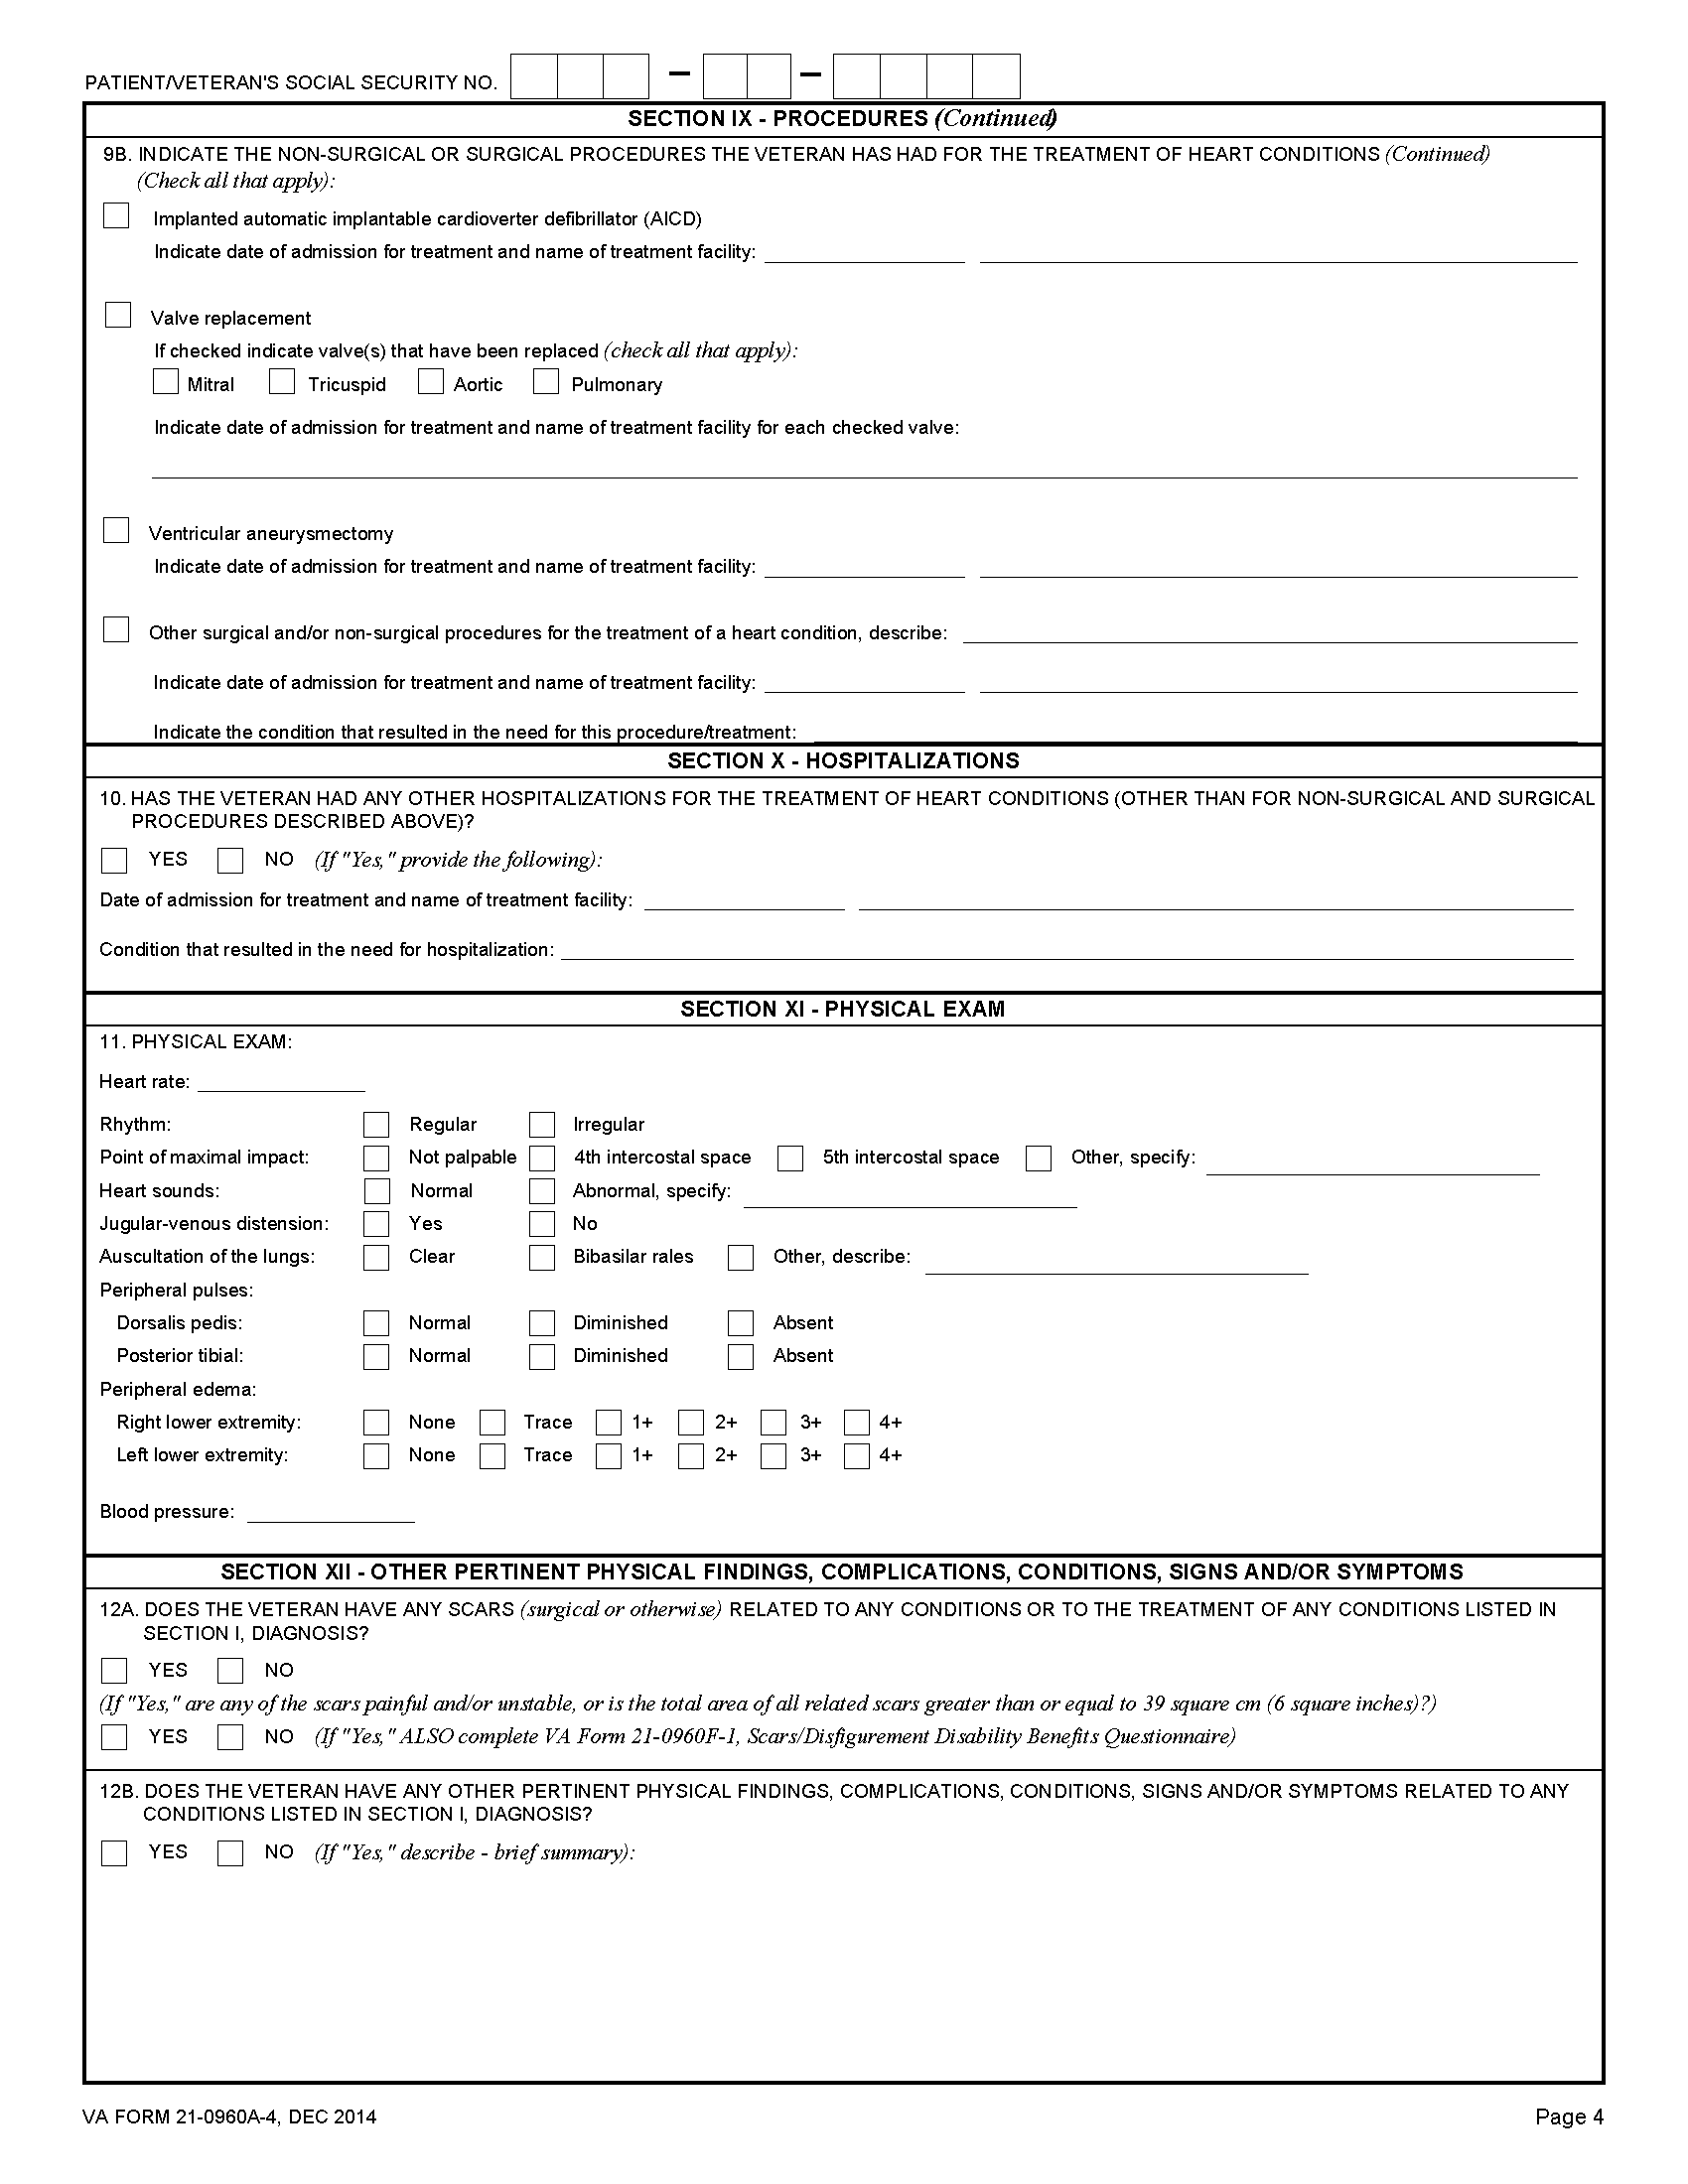 PATIENT/VETERAN'S SOCIAL SECURITY NO. – –
SECTION IX - PROCEDURES (Continued)
9B. INDICATE THE NON-SURGICAL OR SURGICAL PROCEDURES THE VETERAN HAS HAD FOR THE TREATMENT OF HEART CONDITIONS (Continued)
(Check all that apply):
Implanted automatic implantable cardioverter defibrillator (AICD)
Indicate date of admission for treatment and name of treatment facility:
Valve replacement
If checked indicate valve(s) that have been replaced (check all that apply):
Mitral Tricuspid Aortic Pulmonary
Indicate date of admission for treatment and name of treatment facility for each checked valve:
Ventricular aneurysmectomy
Indicate date of admission for treatment and name of treatment facility:
Other surgical and/or non-surgical procedures for the treatment of a heart condition, describe:
Indicate date of admission for treatment and name of treatment facility:
Indicate the condition that resulted in the need for this procedure/treatment:
SECTION X - HOSPITALIZATIONS
10. HAS THE VETERAN HAD ANY OTHER HOSPITALIZATIONS FOR THE TREATMENT OF HEART CONDITIONS (OTHER THAN FOR NON-SURGICAL AND SURGICAL
PROCEDURES DESCRIBED ABOVE)?
YES NO (If "Yes," provide the following):
Date of admission for treatment and name of treatment facility:
Condition that resulted in the need for hospitalization:
SECTION XI - PHYSICAL EXAM
11. PHYSICAL EXAM:
Heart rate:
Rhythm: Regular Irregular
Point of maximal impact: Not palpable 4th intercostal space 5th intercostal space Other, specify:
Heart sounds: Normal Abnormal, specify:
Jugular-venous distension: Yes No
Auscultation of the lungs: Clear Bibasilar rales Other, describe:
Peripheral pulses:
Dorsalis pedis: Normal Diminished Absent
Posterior tibial: Normal Diminished Absent
Peripheral edema:
Right lower extremity: None Trace 1+ 2+ 3+ 4+
Left lower extremity: None Trace 1+ 2+ 3+ 4+
Blood pressure:
SECTION XII - OTHER PERTINENT PHYSICAL FINDINGS, COMPLICATIONS, CONDITIONS, SIGNS AND/OR SYMPTOMS
12A. DOES THE VETERAN HAVE ANY SCARS (surgical or otherwise) RELATED TO ANY CONDITIONS OR TO THE TREATMENT OF ANY CONDITIONS LISTED IN
SECTION I, DIAGNOSIS?
YES NO
(If "Yes," are any of the scars painful and/or unstable, or is the total area of all related scars greater than or equal to 39 square cm (6 square inches)?)
YES NO (If "Yes," ALSO complete VA Form 21-0960F-1, Scars/Disfigurement Disability Benefits Questionnaire)
12B. DOES THE VETERAN HAVE ANY OTHER PERTINENT PHYSICAL FINDINGS, COMPLICATIONS, CONDITIONS, SIGNS AND/OR SYMPTOMS RELATED TO ANY
CONDITIONS LISTED IN SECTION I, DIAGNOSIS?
YES NO (If "Yes," describe - brief summary):
VA FORM 21-0960A-4, DEC 2014 Page 4